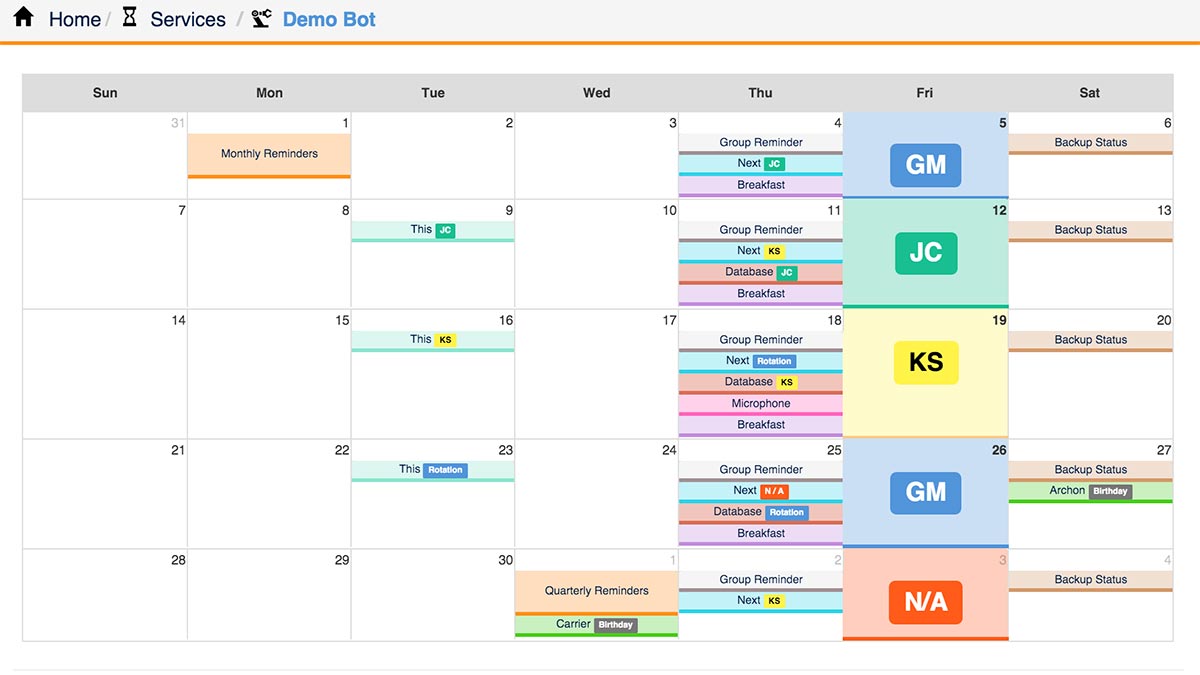 Home / Services / Demo Bot
Sun Mon Tue Wed Thu Fri Sat
31 1 2 3 4 5 6
Monthly Reminders
Group Reminder
Next JC
Breakfast
GM
Backup Status
7 8 9 10 11 12 13
This JC
Group Reminder
Next KS
Database JC
Breakfast
JC
Backup Status
14 15 16 17 18 19 20
This KS
Group Reminder
Next Rotation
Database KS
Microphone
Breakfast
KS
Backup Status
21 22 23 24 25 26 27
This Rotation
Group Reminder
Next N/A
Database Rotation
Breakfast
GM
Backup Status
Archon Birthday
28 29 30 1 2 3 4
Quarterly Reminders
Carrier Birthday
Group Reminder
Next KS
N/A
Backup Status